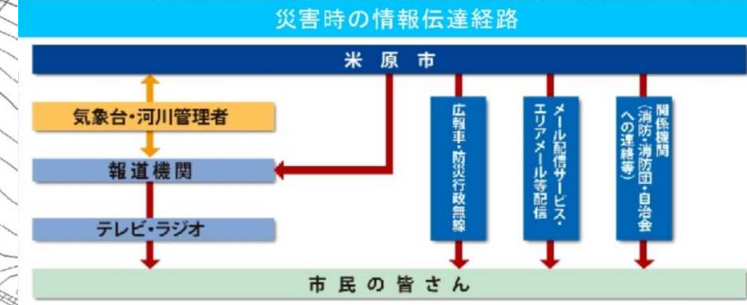 災害時の情報伝達経路
米原市
気象台・河川管理者
報道機関
テレビ・ラジオ
広報車・防災行政無線
メール配信サービス・
エリアメール等配信
関係機関
(消防・消防団・自治会
への連絡等)
市民の皆さん